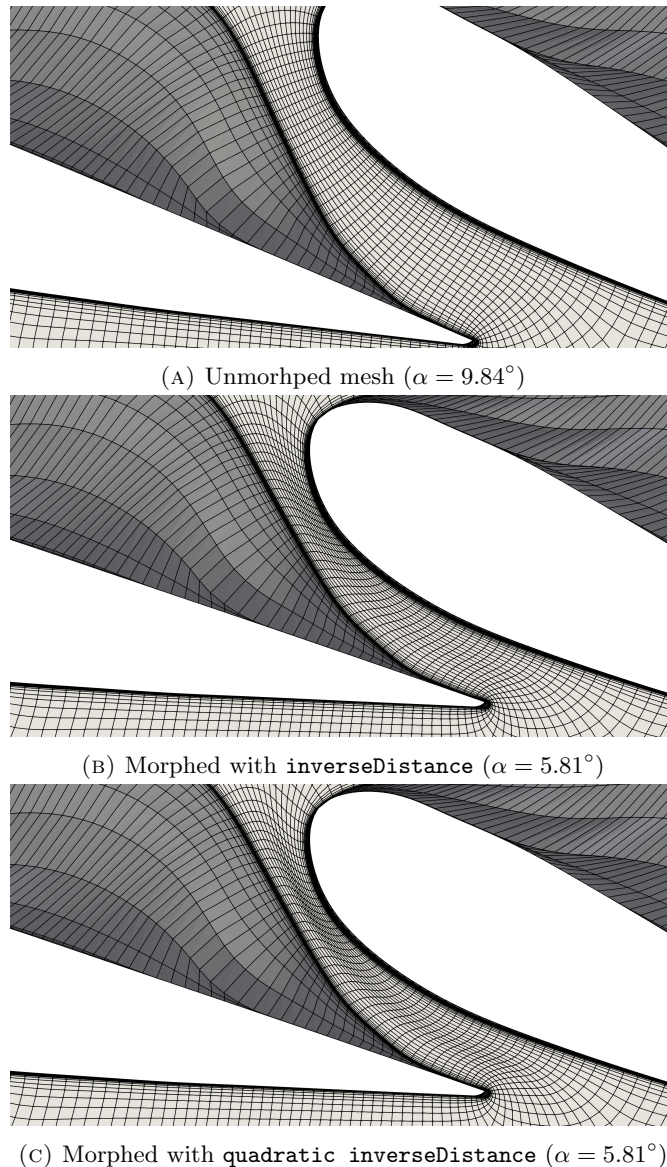 (A) Unmorhped mesh (α = 9.84°)
(B) Morphed with inverseDistance (α = 5.81°)
(C) Morphed with quadratic inverseDistance (α = 5.81°)